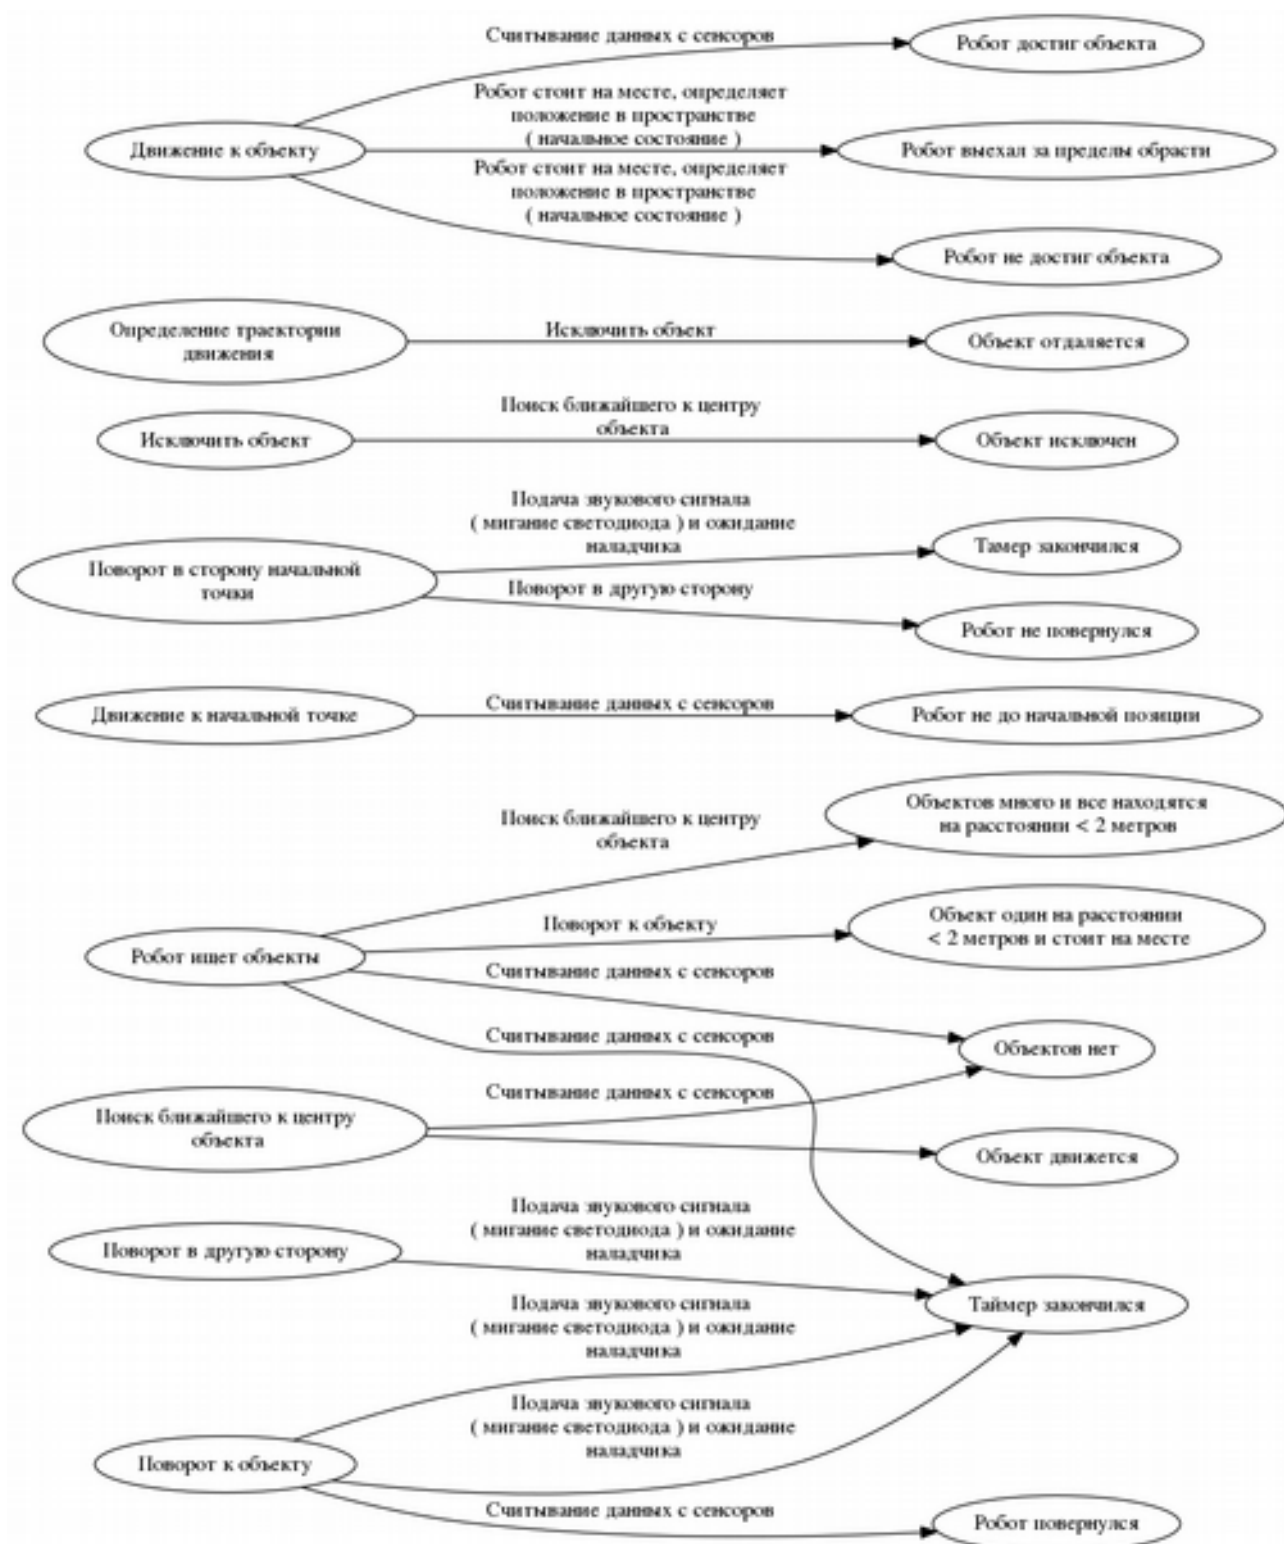 Считывание данных с сенсоров
Робот достиг объекта
Робот стоит на месте, определяет
положение в пространстве
( начальное состояние )
Движение к объекту
Робот выехал за пределы обрасти
Робот стоит на месте, определяет
положение в пространстве
( начальное состояние )
Робот не достиг объекта
Определение траектории
движения
Исключить объект
Объект отдаляется
Поиск ближайшего к центру
объекта
Исключить объект
Объект исключен
Подача звукового сигнала
( мигание светодиода ) и ожидание
наладчика
Тамер закончился
Поворот в сторону начальной
точки
Поворот в другую сторону
Робот не повернулся
Движение к начальной точке
Считывание данных с сенсоров
Робот не до начальной позиции
Объектов много и все находятся
на расстоянии < 2 метров
Поиск ближайшего к центру
объекта
Объект один на расстоянии
< 2 метров и стоит на месте
Поворот к объекту
Робот ищет объекты
Считывание данных с сенсоров
Считывание данных с сенсоров
Объектов нет
Считывание данных с сенсоров
Поиск ближайшего к центру
объекта
Объект движется
Подача звукового сигнала
( мигание светодиода ) и ожидание
наладчика
Поворот в другую сторону
Таймер закончился
Подача звукового сигнала
( мигание светодиода ) и ожидание
наладчика
Подача звукового сигнала
( мигание светодиода ) и ожидание
наладчика
Поворот к объекту
Считывание данных с сенсоров
Робот повернулся